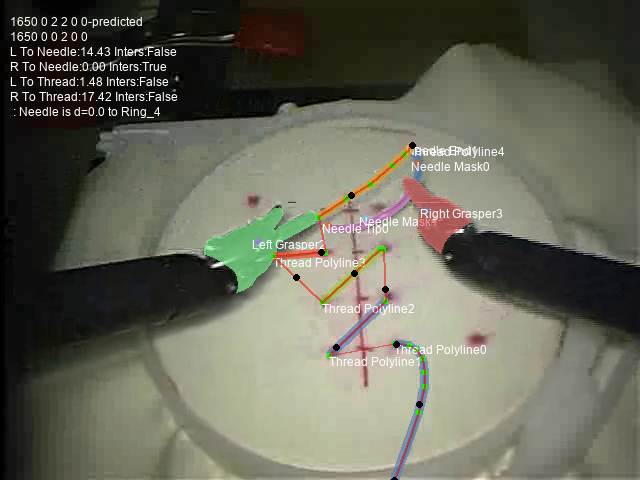 1650 0 2 2 0 0-predicted
1650 0 0 2 0 0
L To Needle:14.43 Inters:False
R To Needle:0.00 Inters:True
L To Thread:1.48 Inters:False
R To Thread:17.42 Inters:False
: Needle is d=0.0 to Ring_4
Thread Polyline4
Needle Mask0
Right Grasper3
Needle Tip0
Left Grasper
Thread Polyline3
Thread Polyline2
Thread Polyline0
Thread Polyline1